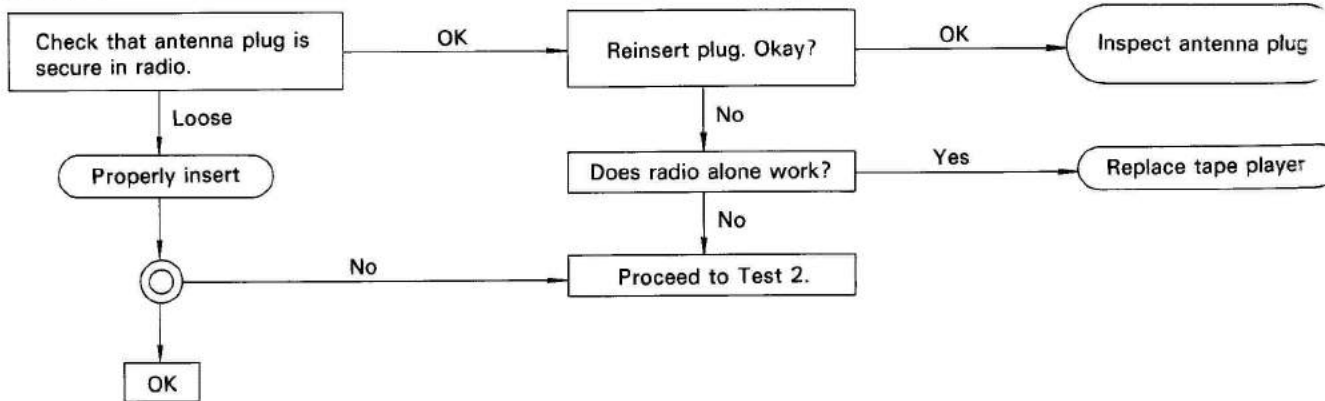 Check that antenna plug is
secure in radio.
OK
Reinsert plug. Okay?
OK
Inspect antenna plug
Loose
No
Properly insert
Does radio alone work?
Yes
Replace tape player
No
No
Proceed to Test 2.
OK